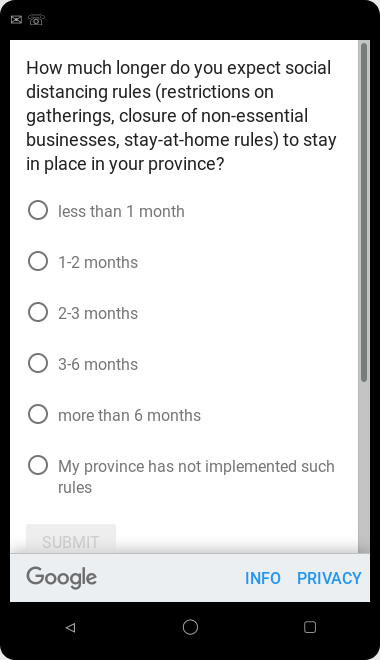 How much longer do you expect social
distancing rules (restrictions on
gatherings, closure of non-essential
businesses, stay-at-home rules) to stay
in place in your province?
less than 1 month
1-2 months
2-3 months
3-6 months
more than 6 months
My province has not implemented such
rules
SUBMIT
Google INFO PRIVACY